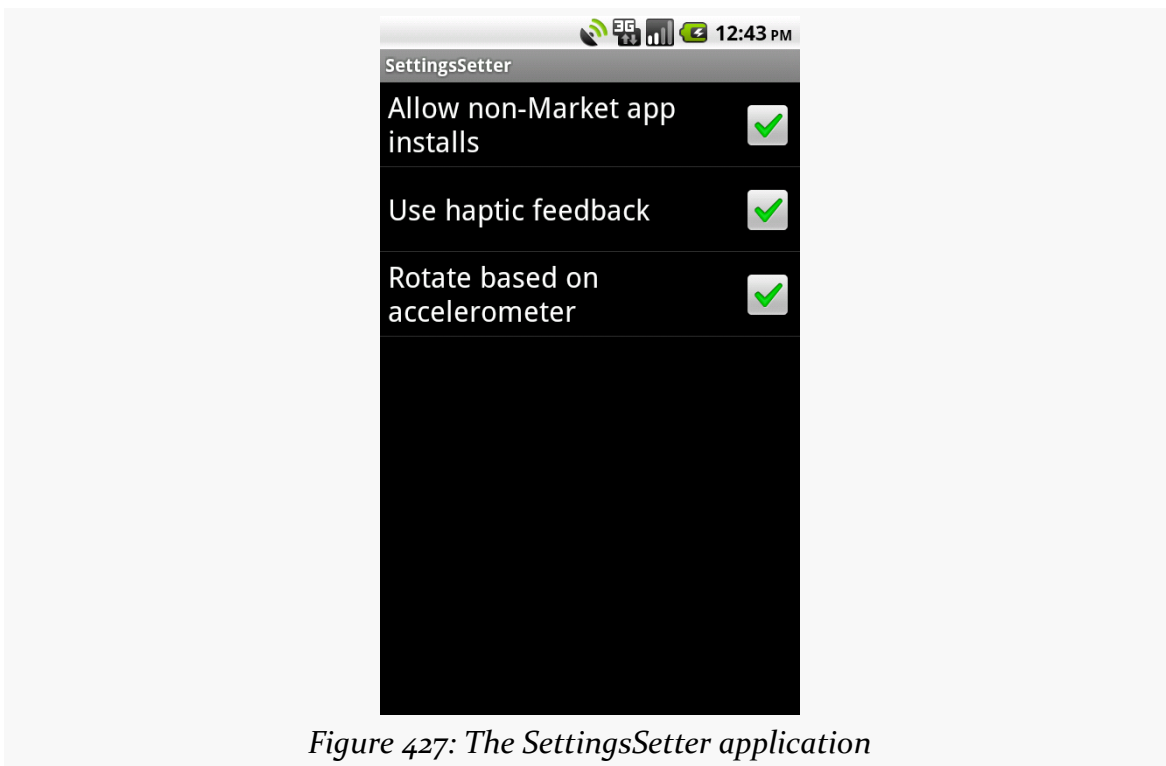 3G 12:43 PM
SettingsSetter
Allow non-Market app
installs
Use haptic feedback
Rotate based on
accelerometer
Figure 427: The SettingsSetter application